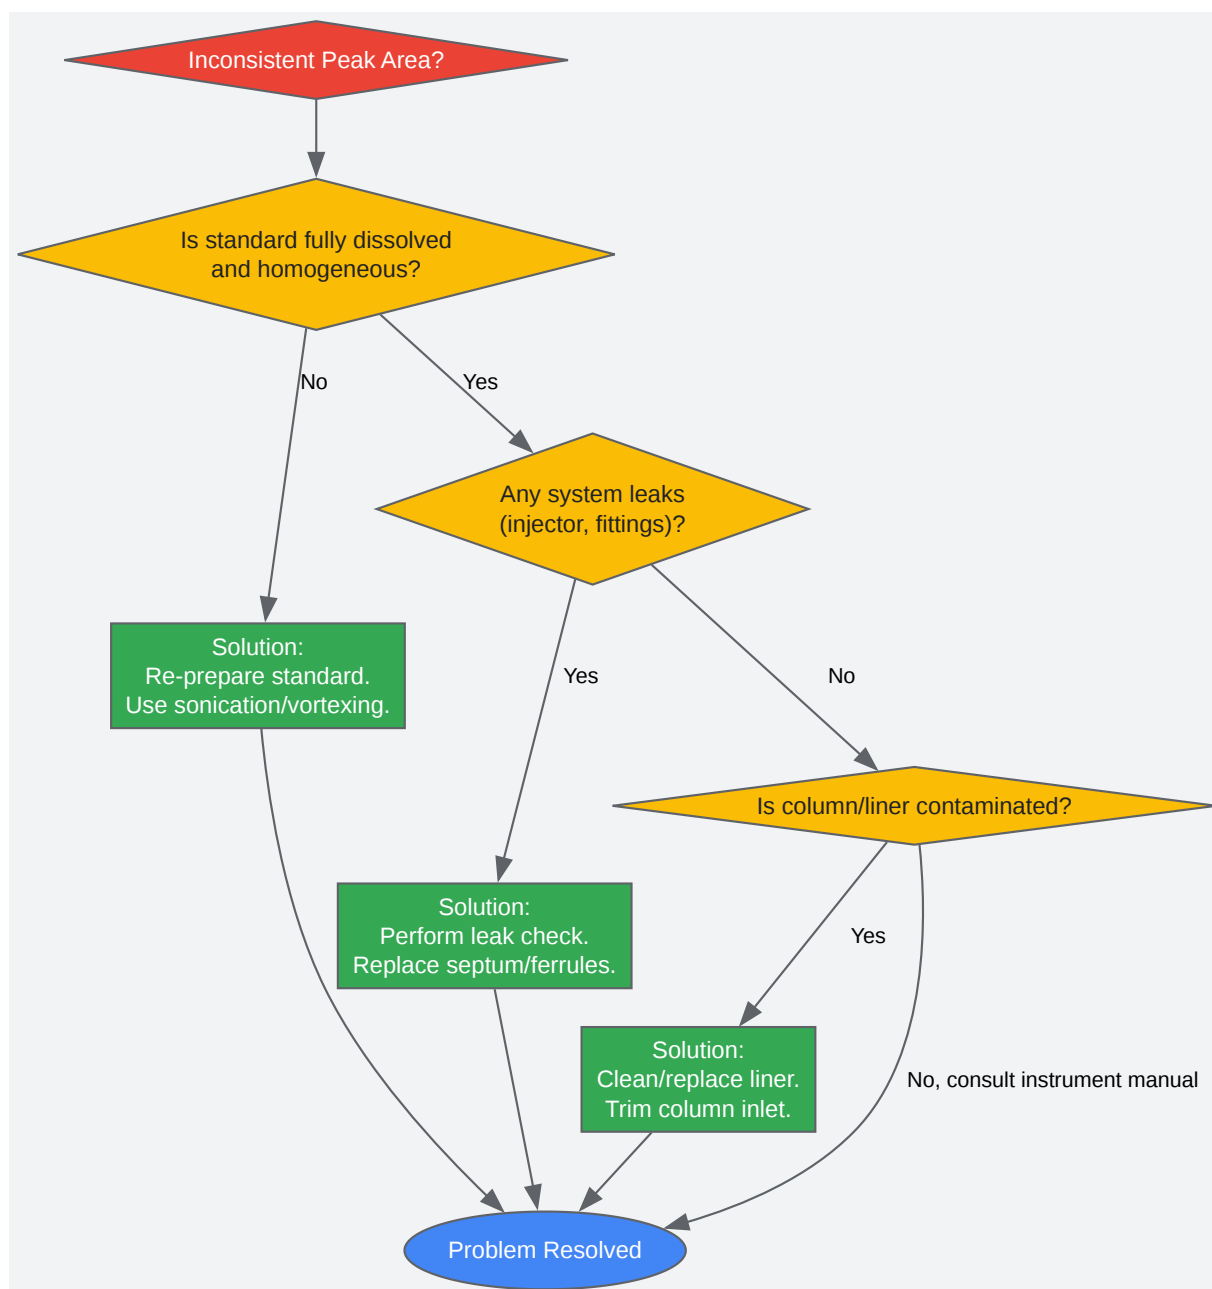 Inconsistent Peak Area?
Is standard fully dissolved
and homogeneous?
No
Yes
Any system leaks
(injector, fittings)?
Solution:
Re-prepare standard.
Use sonication/vortexing.
Yes
No
Is column/liner contaminated?
Solution:
Perform leak check.
Replace septum/ferrules.
Yes
Solution:
Clean/replace liner.
Trim column inlet.
No, consult instrument manual
Problem Resolved